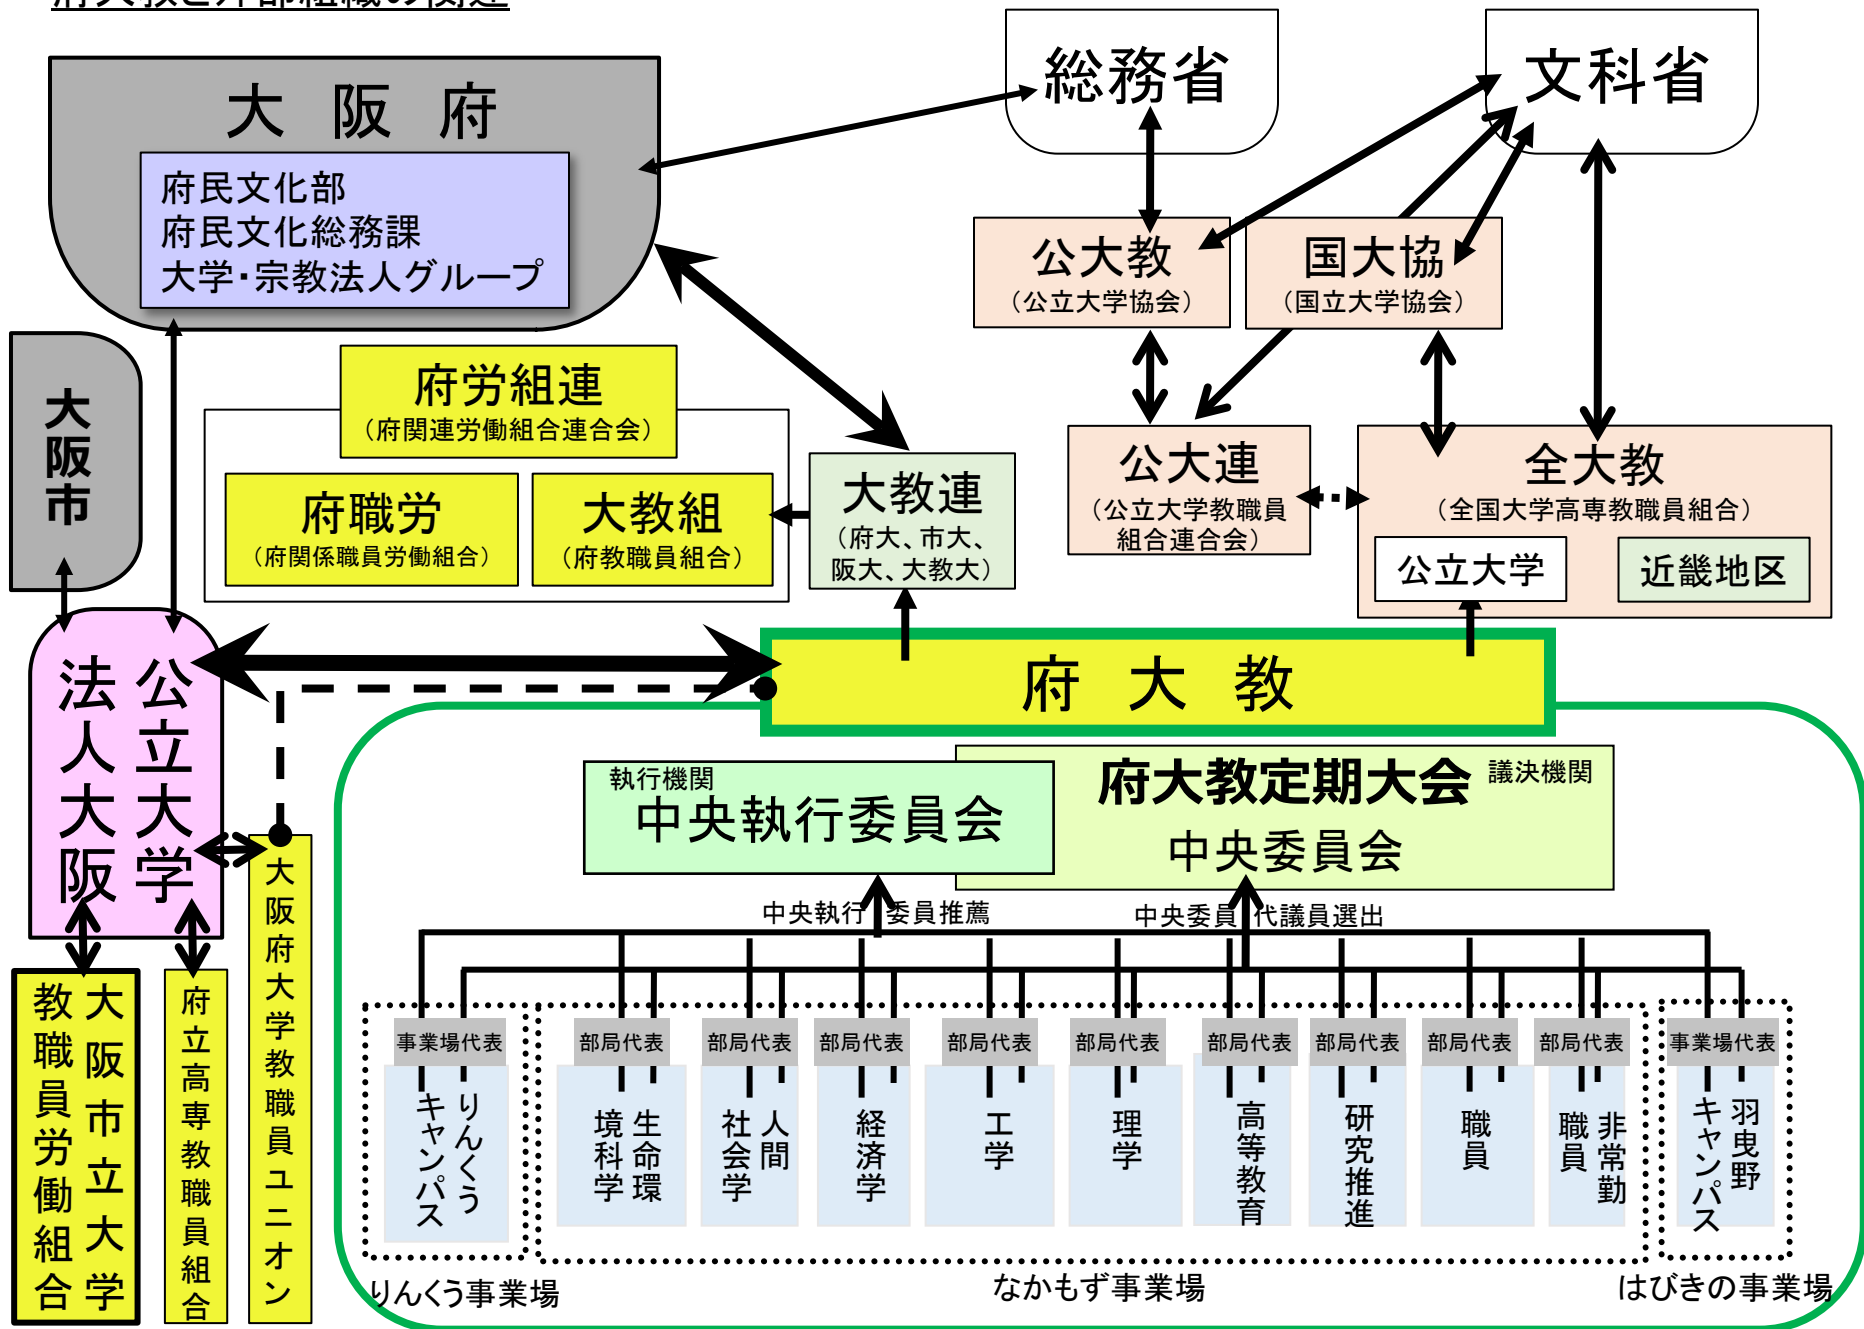 府大教と外部組織の関連
大 阪 府
府民文化部
府民文化総務課
大学・宗教法人グループ
総務省
文科省
公大教
（公立大学協会）
国大協
（国立大学協会）
大阪市
府労組連
（府関連労働組合連合会）
府職労
（府関係職員労働組合）
大教組
（府教職員組合）
大教連
（府大、市大、
阪大、大教大）
公大連
（公立大学教職員
組合連合会）
全大教
（全国大学高専教職員組合）
公立大学
近畿地区
公立大学
法人大阪
府 大 教
執行機関
中央執行委員会
府大教定期大会
議決機関
中央委員会
中央執行 委員推薦
中央委員 代議員選出
大阪市立大学
教職員労働組合
府立高専教職員組合
大阪府大学教職員ユニオン
事業場代表
部局代表
部局代表
部局代表
部局代表
部局代表
部局代表
部局代表
部局代表
部局代表
事業場代表
りんくう
キャンパス
生命環
境科学
人間
社会学
経済学
工学
理学
高等教育
研究推進
職員
非常勤
職員
羽曳野
キャンパス
りんくう事業場
なかもず事業場
はびきの事業場